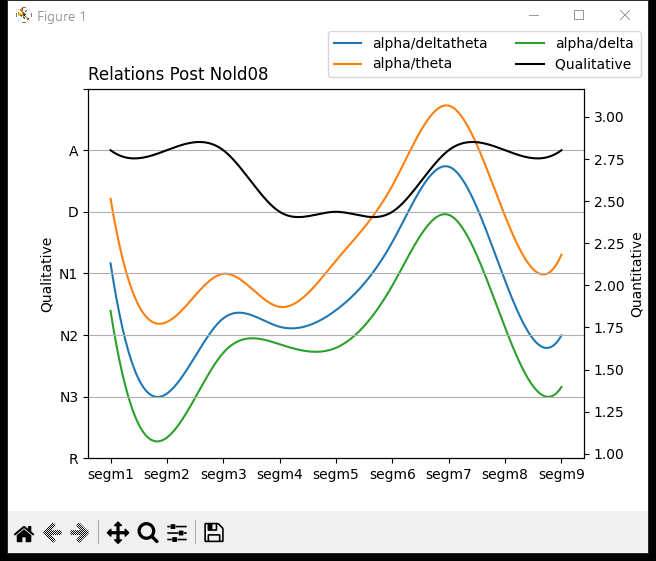 Figure 1
alpha/deltatheta
alpha/theta
alpha/delta
Qualitative
Relations Post Nold08
A
D
N1
N2
N3
R
Qualitative
3.00
2.75
2.50
2.25
2.00
1.75
1.50
1.25
1.00
Quantitative
segm1 segm2 segm3 segm4 segm5 segm6 segm7 segm8 segm9